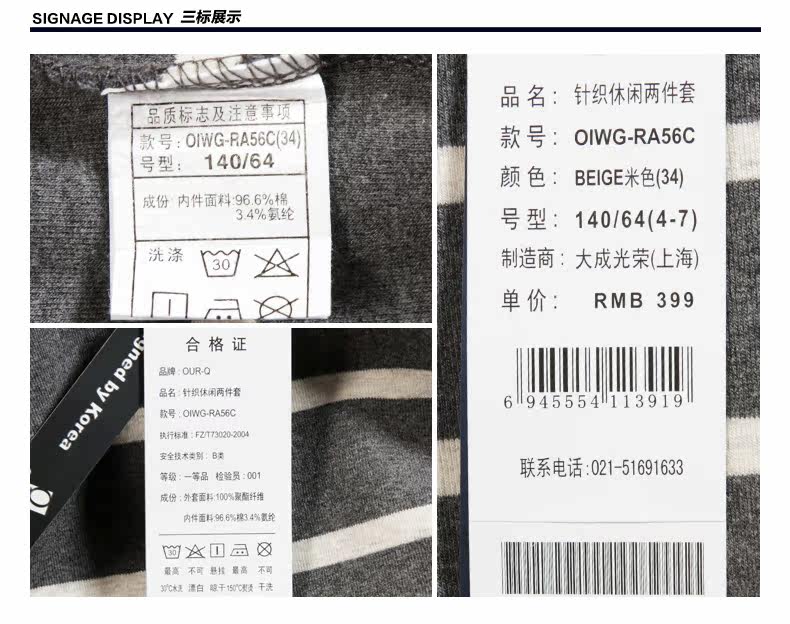 SIGNAGE DISPLAY 三标展示
品质标志及注意事项
款号: OIWG-RA56C(34)
号型: 140/64
成份 内件面料:96.6%棉
3.4%氨纶
洗涤
30
gned by Korea
合格证
品牌: OUR-Q
品名: 针织休闲两件套
款号: OIWG-RA56C
执行标准: FZ/T73020-2004
安全技术类别: B类
等级: 一等品 检验员: 001
成份: 外套面料:100%聚酯纤维
内件面料:96.6%棉3.4%氨纶
30
最高 不可 悬挂 最高 不可
30℃水洗 漂白 晾干 150℃熨烫 干洗
品名: 针织休闲两件套
款号: OIWG-RA56C
颜色: BEIGE米色(34)
号型: 140/64(4-7)
制造商: 大成光荣(上海)
单价: RMB 399
6 945554 113919
联系电话:021-51691633